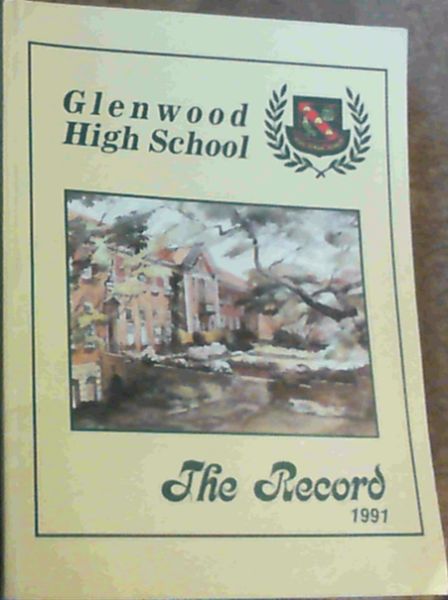 Glenwood
High School
The Record
1991